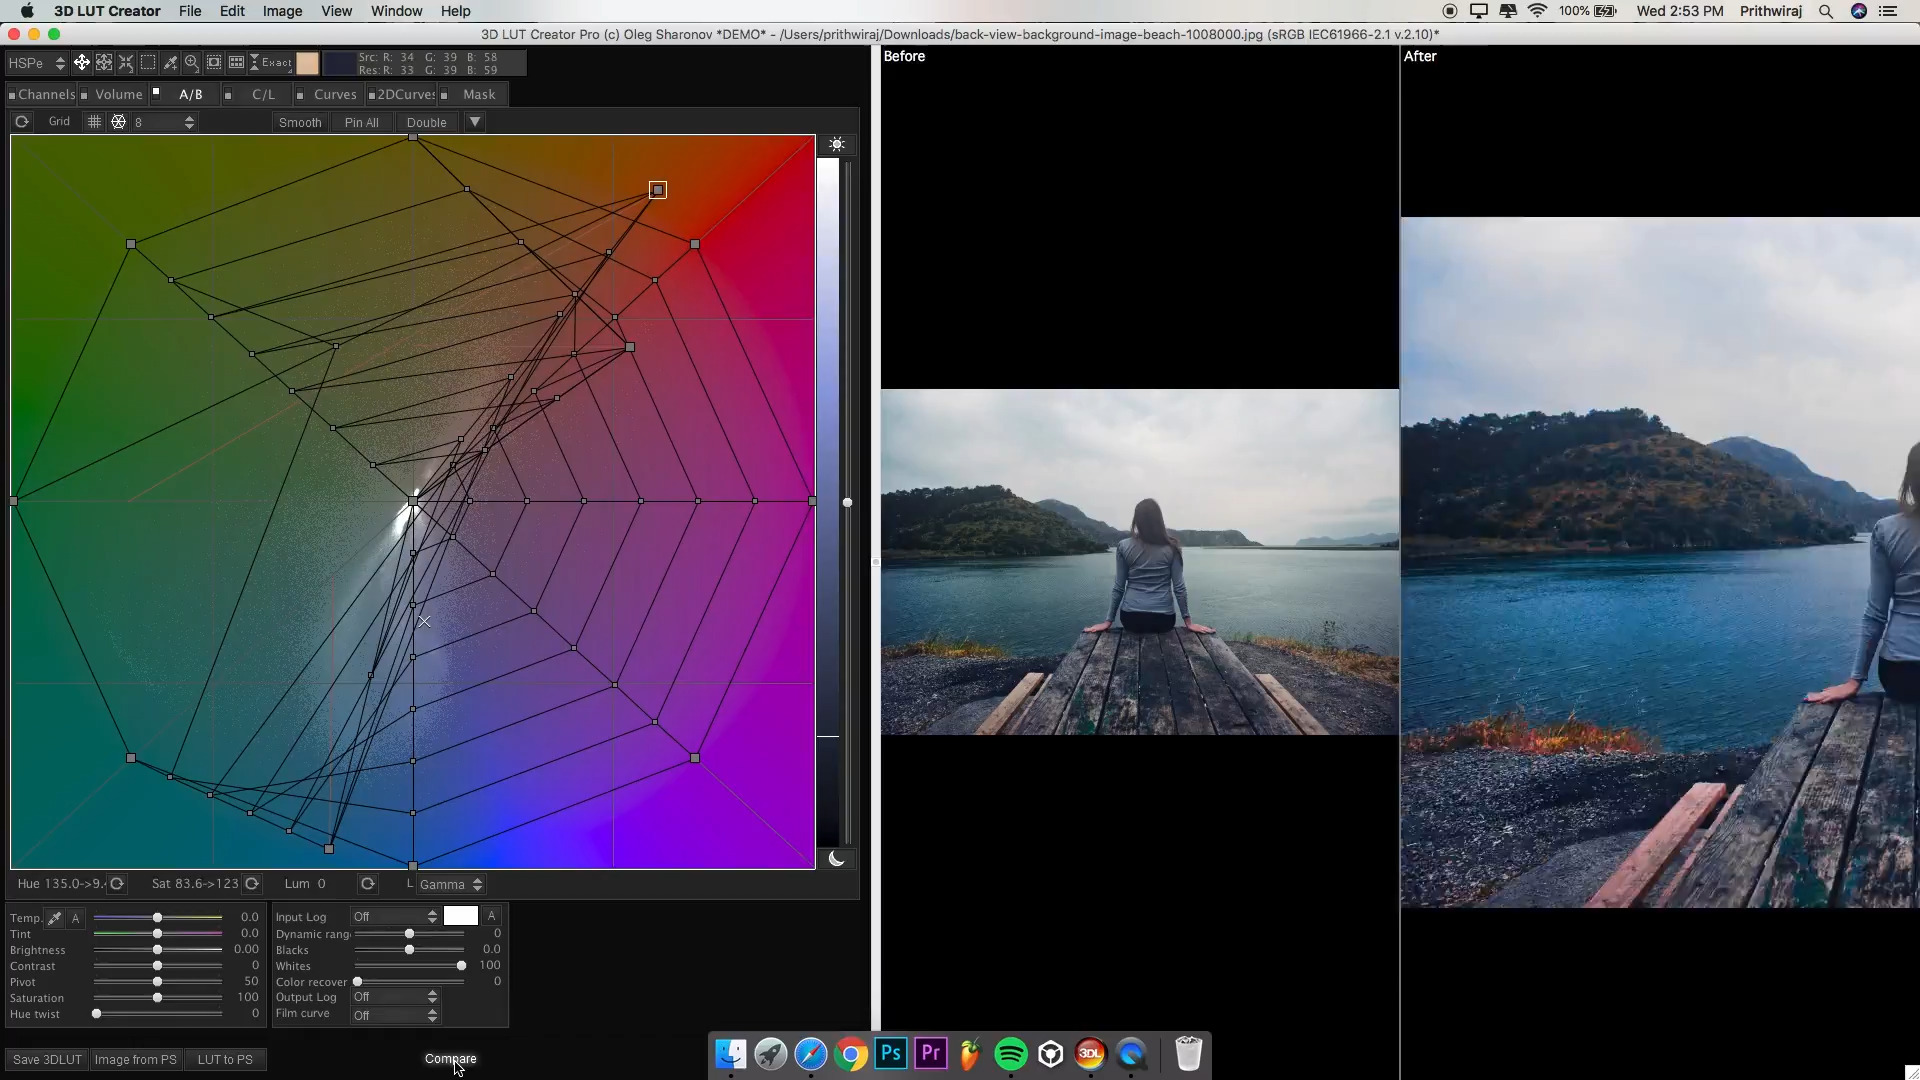 3D LUT Creator File Edit Image View Window Help 100% Wed 2:53 PM Prithwiraj
3D LUT Creator Pro (c) Oleg Sharonov *DEMO* - /Users/prithwiraj/Downloads/back-view-background-image-beach-1008000.jpg (sRGB IEC61966-2.1 v.2.10)*
HSPe Exact Src: R: 34 G: 39 B: 58
Res: R: 33 G: 39 B: 59
Channels Volume A/B C/L Curves 2DCurves Mask
Grid 8 Smooth Pin All Double
Before After
Hue 135.0->9. Sat 83.6->123 Lum 0 L Gamma
Temp. A 0.0
Tint 0.0
Brightness 0.00
Contrast 0
Pivot 50
Saturation 100
Hue twist 0
Input Log Off A
Dynamic rang 0
Blacks 0.0
Whites 100
Color recover 0
Output Log Off
Film curve Off
Save 3DLUT Image from PS LUT to PS Compare
Ps Pr 3DL